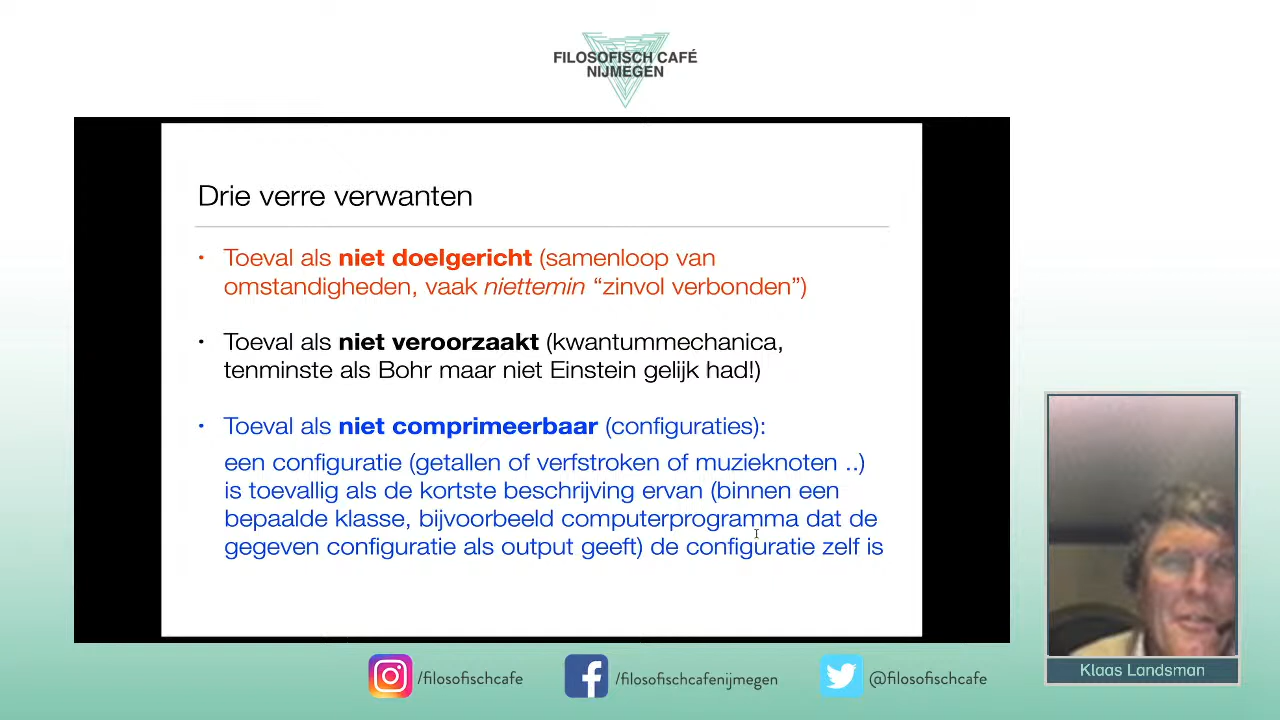 FILOSOFISCH CAFÉ
NIJMEGEN
Drie verre verwanten
• Toeval als niet doelgericht (samenloop van
omstandigheden, vaak niettemin “zinvol verbonden”)
• Toeval als niet veroorzaakt (kwantummechanica,
tenminste als Bohr maar niet Einstein gelijk had!)
• Toeval als niet comprimeerbaar (configuraties):
een configuratie (getallen of verfstroken of muzieknoten ..)
is toevallig als de kortste beschrijving ervan (binnen een
bepaalde klasse, bijvoorbeeld computerprogramma dat de
gegeven configuratie als output geeft) de configuratie zelf is
Klaas Landsman
/filosofischcafe
/filosofischcafenijmegen
@filosofischcafe